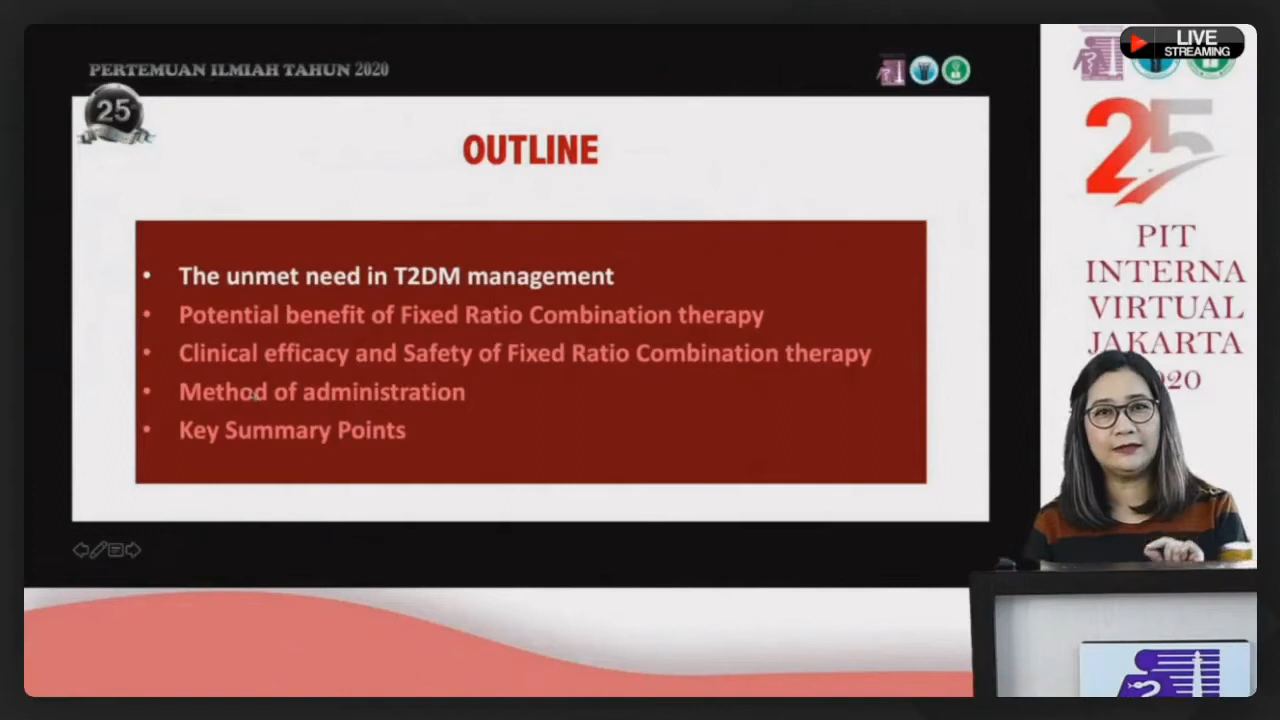 LIVE
STREAMING
PERTEMUAN ILMIAH TAHUN 2020
25
OUTLINE
• The unmet need in T2DM management
• Potential benefit of Fixed Ratio Combination therapy
• Clinical efficacy and Safety of Fixed Ratio Combination therapy
• Method of administration
• Key Summary Points
25
PIT
INTERNA
VIRTUAL
JAKARTA
2020